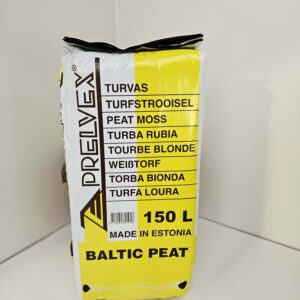 PRELVEX
®
TURVAS
TURFSTROOISEL
PEAT MOSS
TURBA RUBIA
TOURBE BLONDE
WEIßTORF
TORBA BIONDA
TURFA LOURA
150 L
MADE IN ESTONIA
BALTIC PEAT